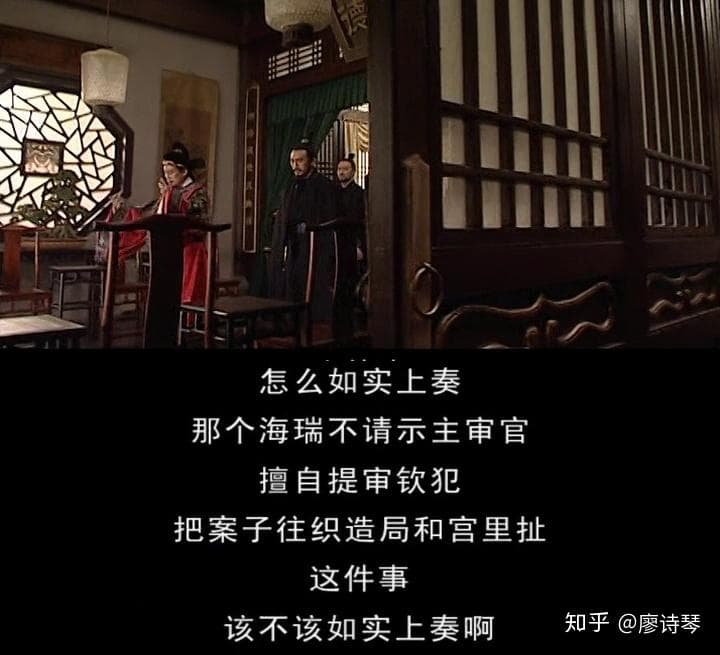 德
怎么如实上奏
那个海瑞不请示主审官
擅自提审钦犯
把案子往织造局和宫里扯
这件事
该不该如实上奏啊
知乎 @廖诗琴